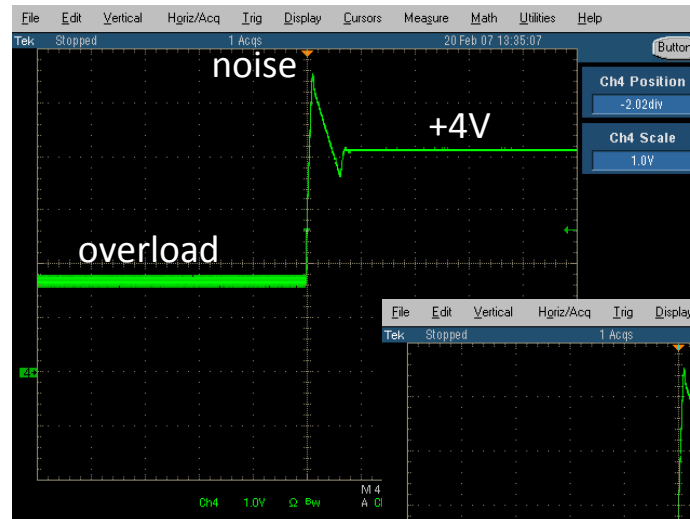 File Edit Vertical Horiz/Acq Trig Display Cursors Measure Math Utilities Help
Tek Stopped 1 Acqs 20 Feb 07 13:35:07
Button
noise
Ch4 Position
-2.02div
+4V
Ch4 Scale
1.0V
overload
File Edit Vertical Horiz/Acq Trig Display
Tek Stopped 1 Acqs
4
M 4
Ch4 1.0V Ω Bw A